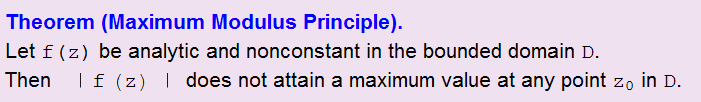 Theorem (Maximum Modulus Principle).
Let f(z) be analytic and nonconstant in the bounded domain D.
Then | f (z) | does not attain a maximum value at any point z₀ in D.